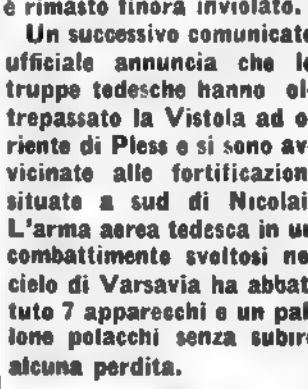 è rimasto finora inviolato.
Un successivo comunicato
ufficiale annuncia che le
truppe tedesche hanno ol-
trepassato la Vistola ad o-
riente di Pless e si sono av-
vicinate alle fortificazion
situate a sud di Nicolai
L'arma aerea tedesca in un
combattimento svoltosi nel
cielo di Varsavia ha abbat-
tuto 7 apparecchi e un pal-
lone polacchi senza subire
alcuna perdita.